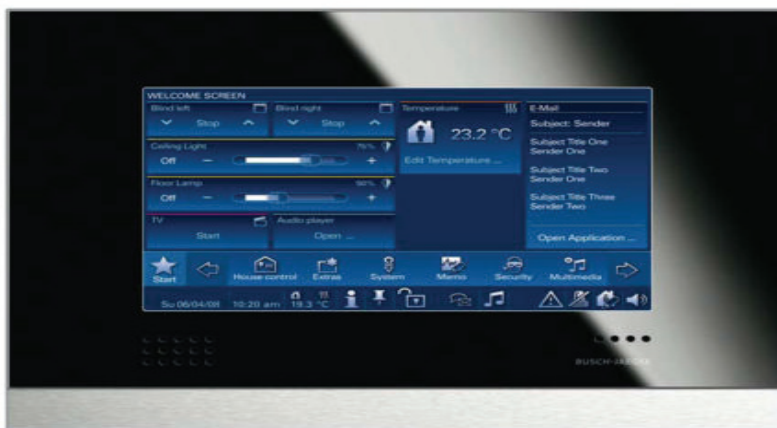 WELCOME SCREEN
Blind left
Stop
Blind right
Stop
Temperature
23.2 °C
Edit Temperature ...
E-Mail
Subject: Sender
Subject Title One
Sender One
Subject Title Two
Sender One
Subject Title Three
Sender Two
Open Application ...
Ceiling Light 76%
Off - +
Floor Lamp
Off - +
TV
Start
Audio player
Open ...
Start
House control
Extras
System
Memo
Security
Multimedia
Su 06/04/08 10:20 am 19.3 °C
BUSCH-JAEGER